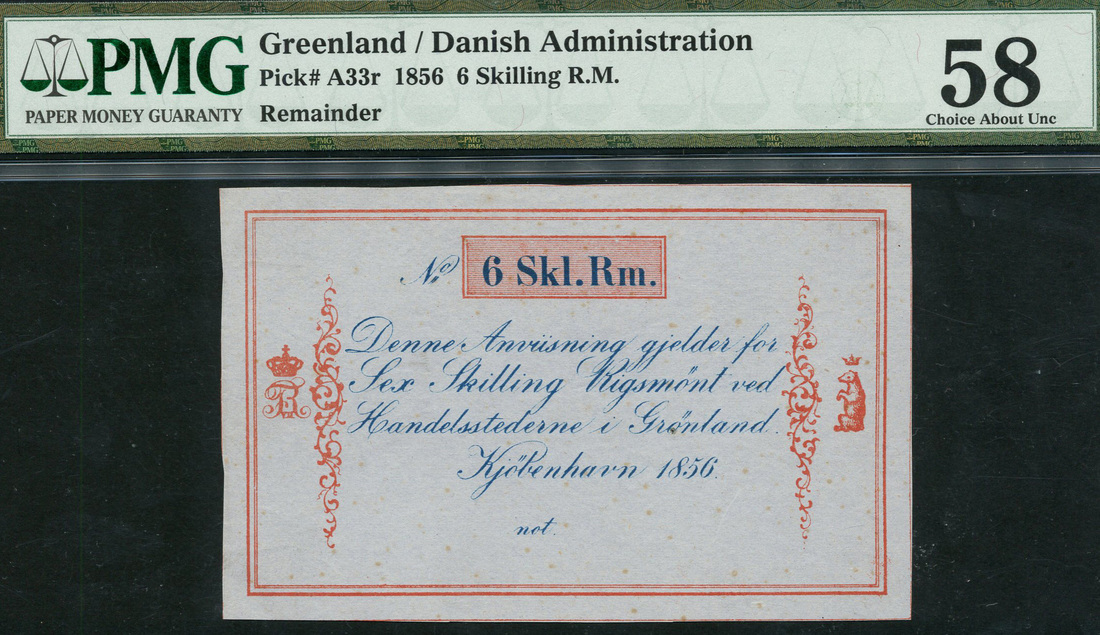 PMG
PAPER MONEY GUARANTY
Greenland / Danish Administration
Pick# A33r 1856 6 Skilling R.M.
Remainder
58
Choice About Unc
No 6 Skl. Rm.
Denne Anviisning gjelder for
Sex Skilling Rigsmönt ved
Handelsstederne i Grönland.
Kjöbenhavn 1856.
not.